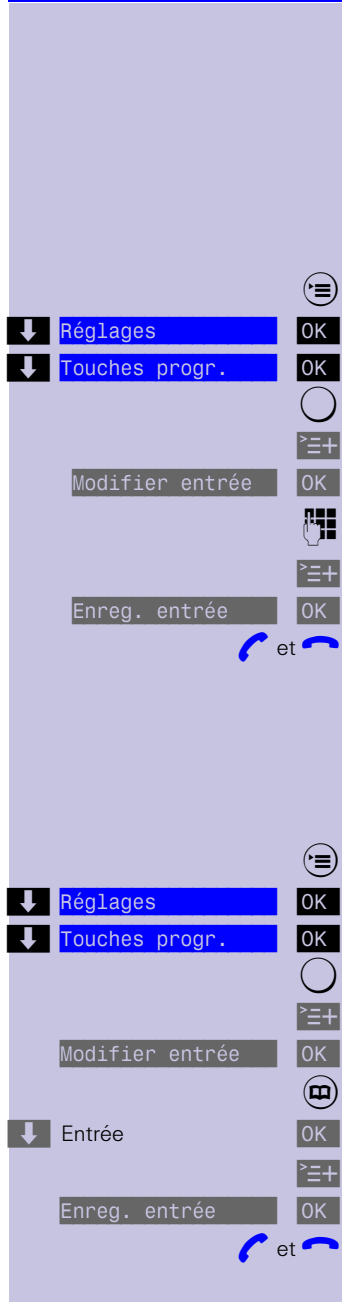 Réglages OK
Touches progr. OK
>≡+
Modifier entrée OK
>≡+
Enreg. entrée OK
et
Réglages OK
Touches progr. OK
>≡+
Modifier entrée OK
Entrée OK
>≡+
Enreg. entrée OK
et